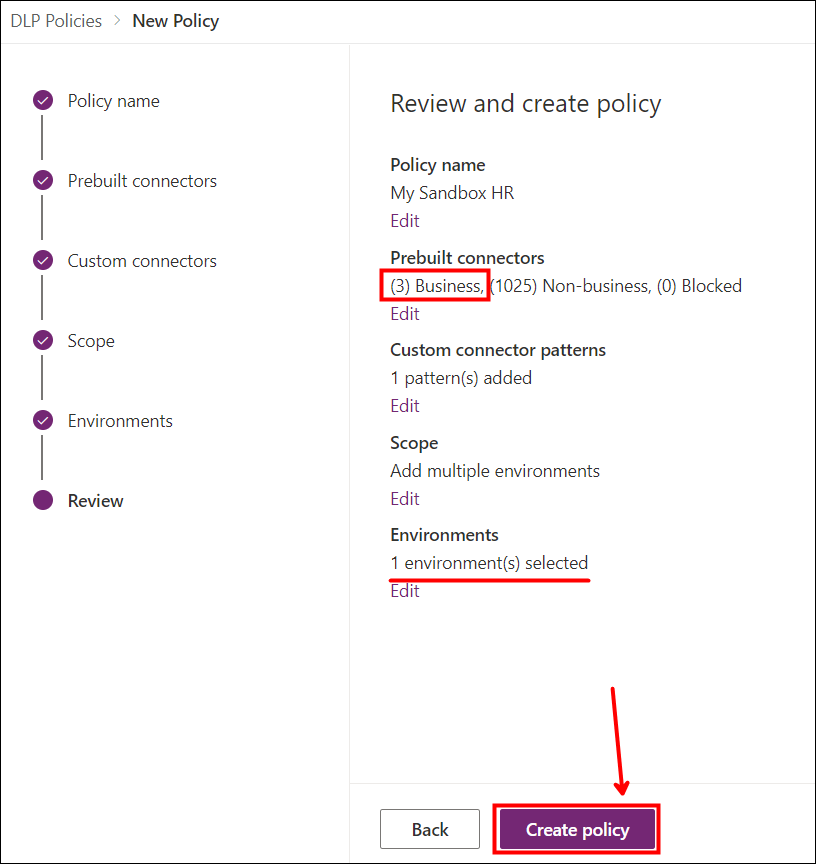 DLP Policies > New Policy
Policy name
Prebuilt connectors
Custom connectors
Scope
Environments
Review
Review and create policy
Policy name
My Sandbox HR
Edit
Prebuilt connectors
(3) Business, (1025) Non-business, (0) Blocked
Edit
Custom connector patterns
1 pattern(s) added
Edit
Scope
Add multiple environments
Edit
Environments
1 environment(s) selected
Edit
Back
Create policy